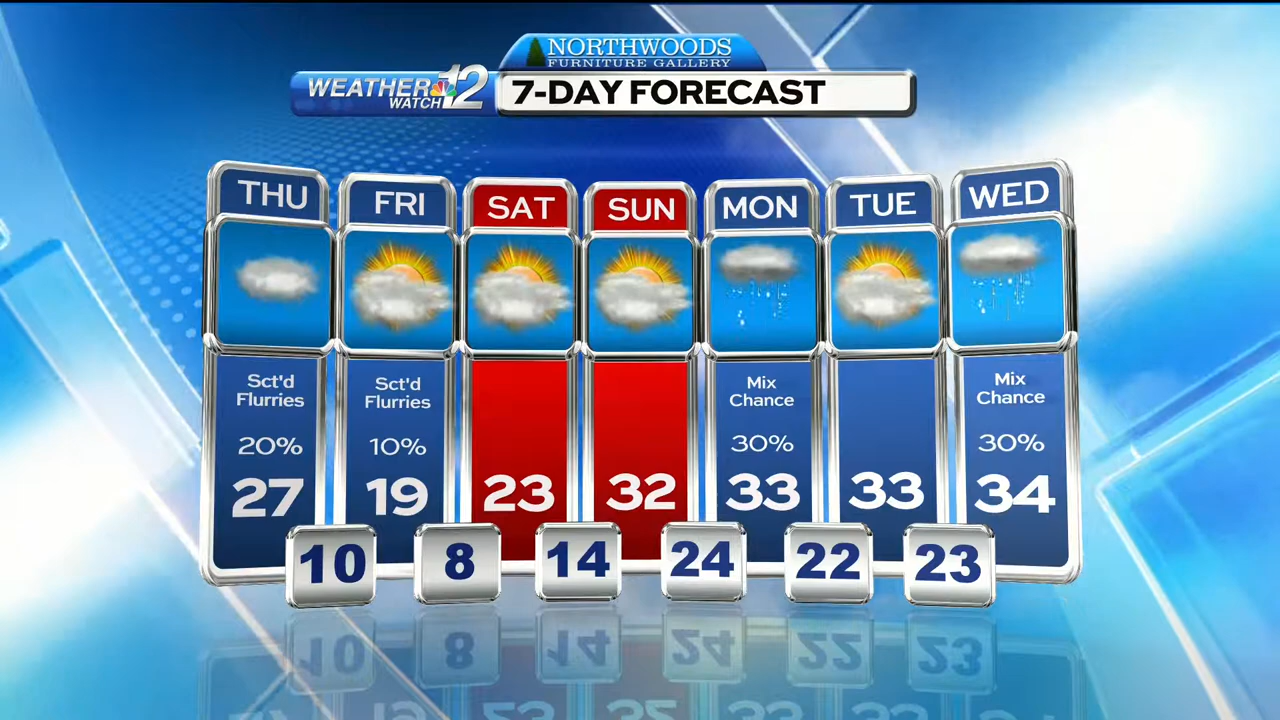 NORTHWOODS
FURNITURE GALLERY
WEATHER 12
WATCH
7-DAY FORECAST
THU FRI SAT SUN MON TUE WED
Sct'd Flurries 20% 27
Sct'd Flurries 10% 19
23
32
Mix Chance 30% 33
33
Mix Chance 30% 34
10 8 14 24 22 23